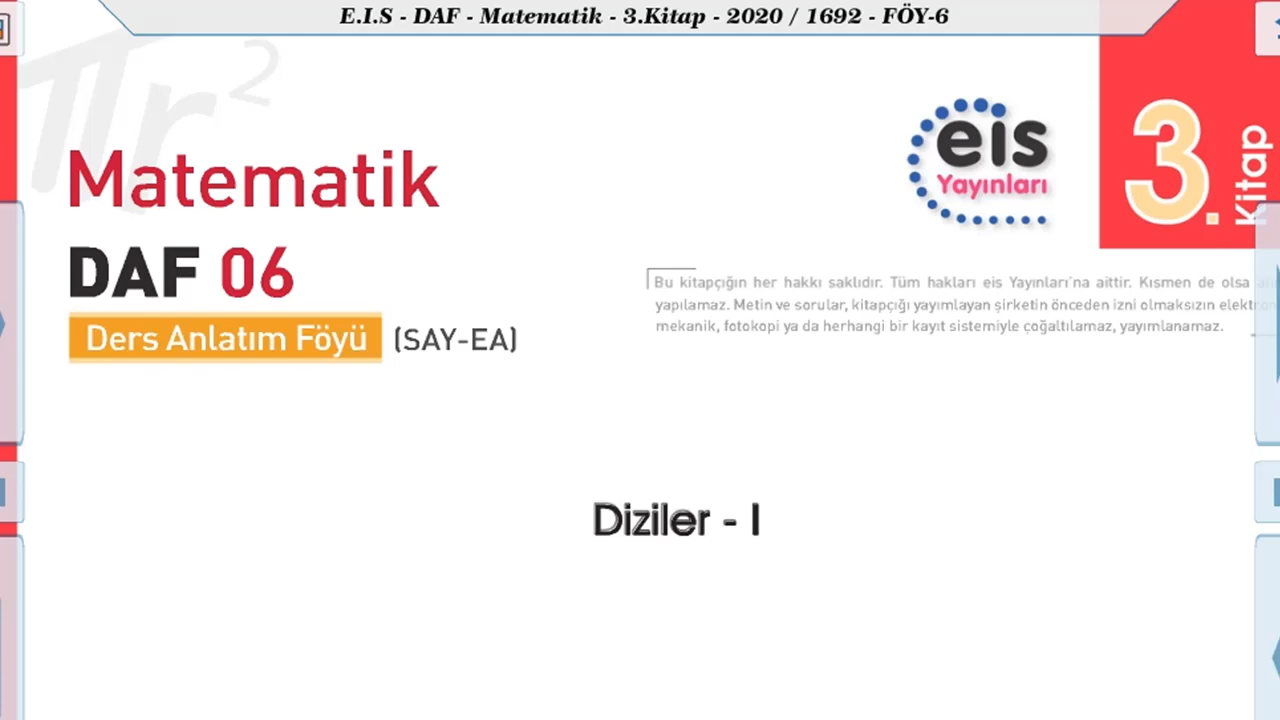 E.I.S - DAF - Matematik - 3.Kitap - 2020 / 1692 - FÖY-6
πr²
Matematik
DAF 06
Ders Anlatım Föyü (SAY-EA)
eis
Yayınları
3.
Kitap
Bu kitapçığın her hakkı saklıdır. Tüm hakları eis Yayınları'na aittir. Kısmen de olsa
yapılamaz. Metin ve sorular, kitapçığı yayımlayan şirketin önceden izni olmaksızın
mekanik, fotokopi ya da herhangi bir kayıt sistemiyle çoğaltılamaz, yayımlanamaz.
Diziler - I